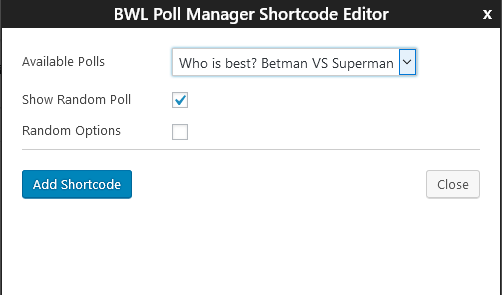 BWL Poll Manager Shortcode Editor x
Available Polls Who is best? Betman VS Superman
Show Random Poll
Random Options
Add Shortcode Close